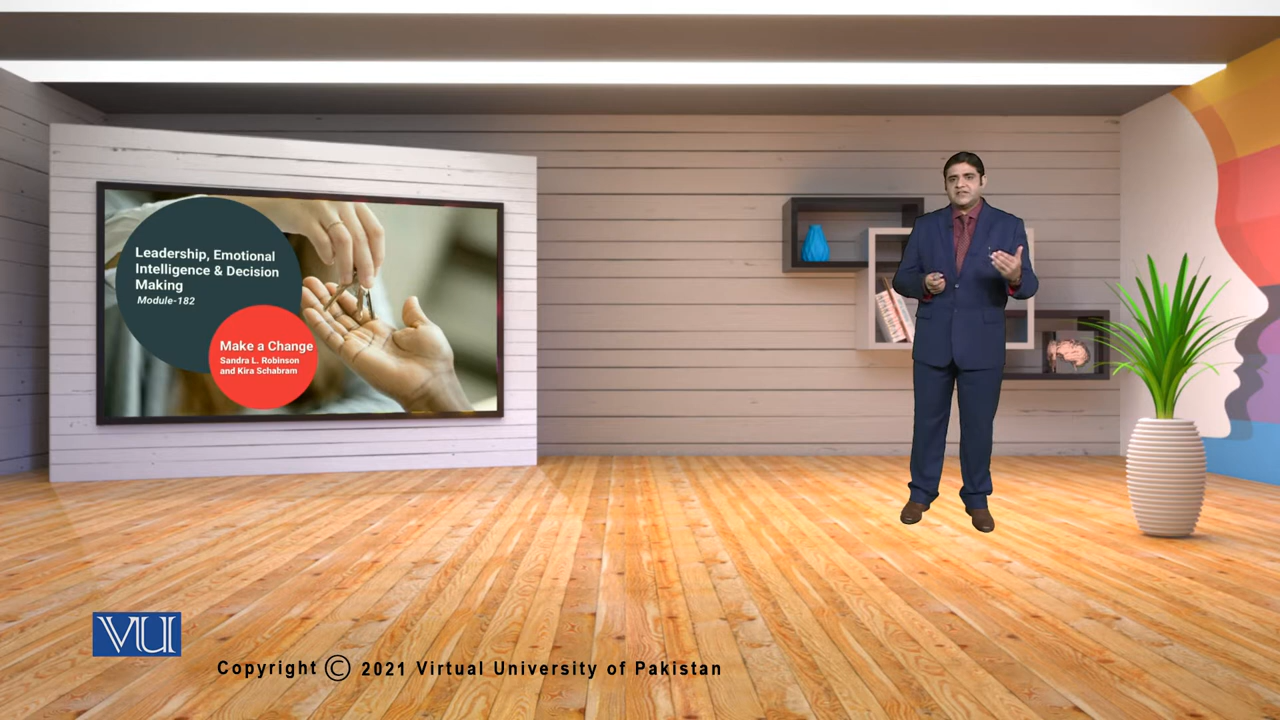 Leadership, Emotional
Intelligence & Decision
Making
Module-182
Make a Change
Sandra L. Robinson
and Kira Schabram
VU
Copyright © 2021 Virtual University of Pakistan